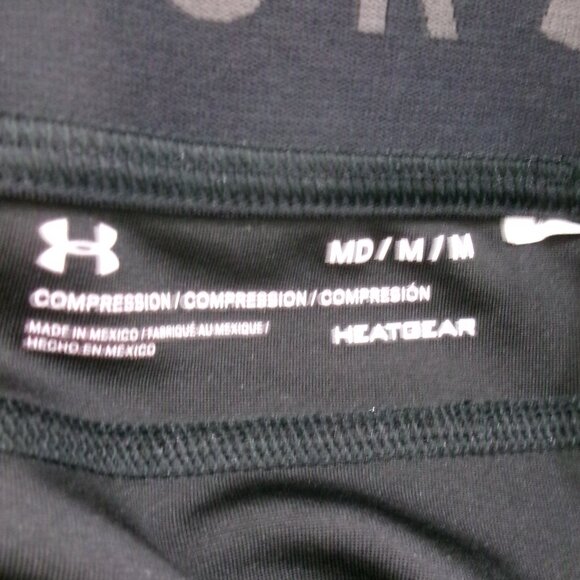 MD/M/M
COMPRESSION/COMPRESSION/COMPRESIÓN
MADE IN MEXICO/FABRIQUÉ AU MEXIQUE/
HECHO EN MÉXICO
HEATGEAR